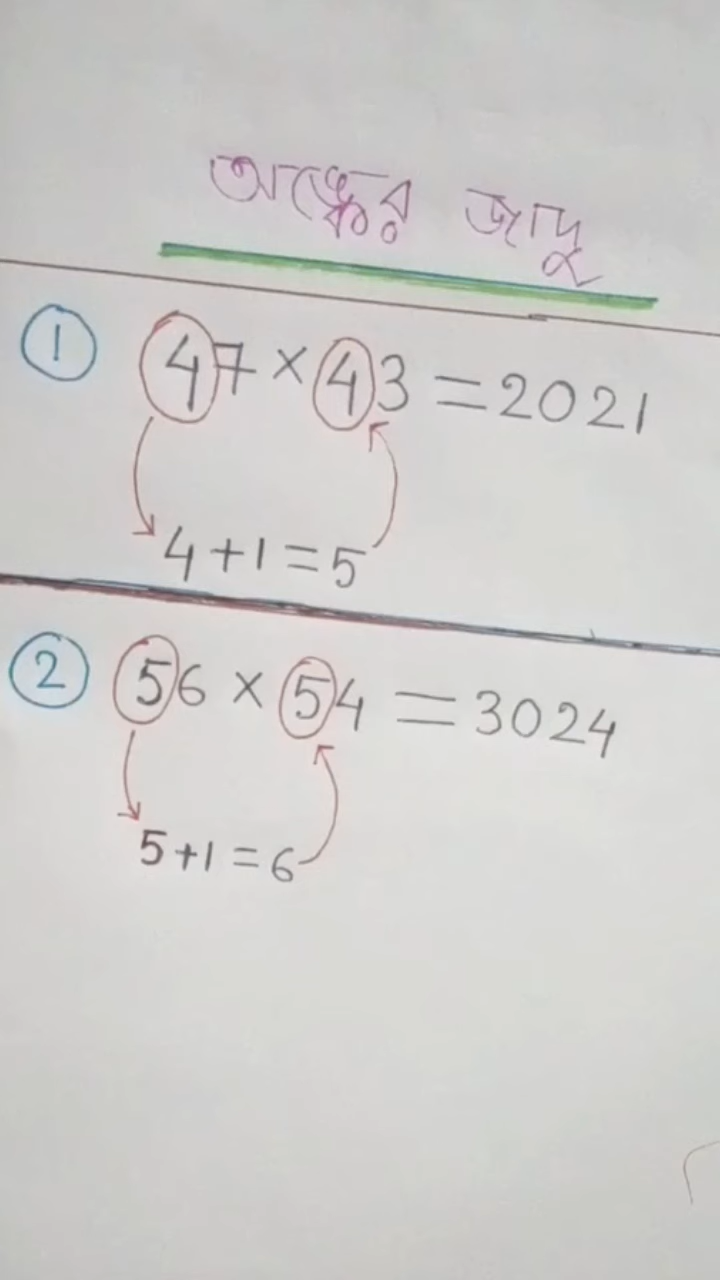 অঙ্কের জাদু
1 47 × 43 = 2021
4 + 1 = 5
2 56 × 54 = 3024
5 + 1 = 6